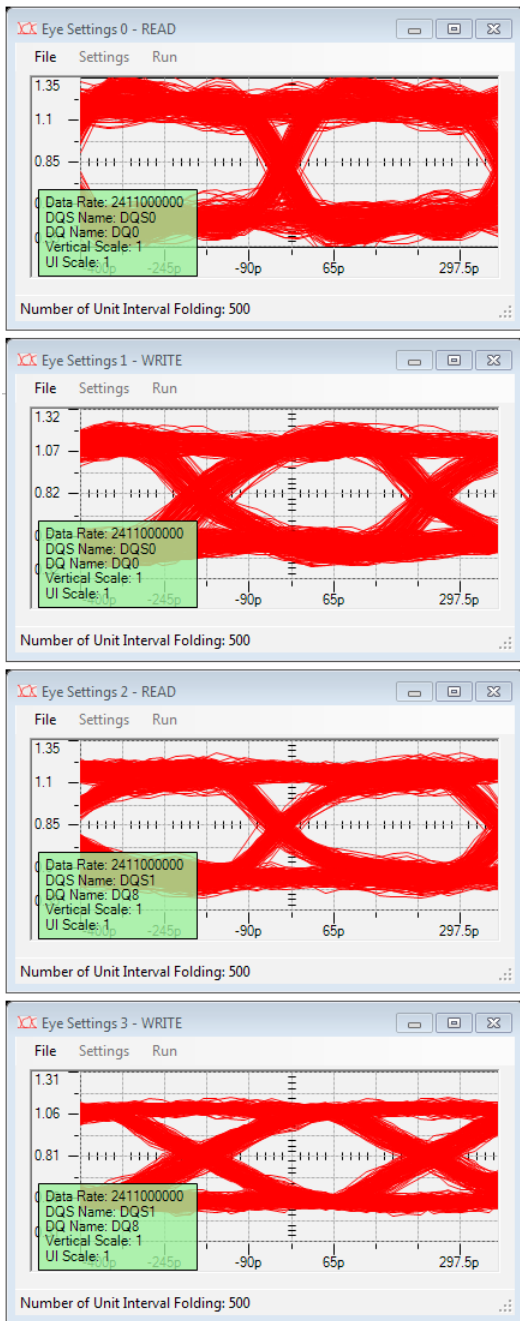 Eye Settings 0 - READ
File Settings Run
1.35
1.1
0.85
Data Rate: 2411000000
DQS Name: DQS0
DQ Name: DQ0
Vertical Scale: 1
UI Scale: 1
-400p -245p -90p 65p 297.5p
Number of Unit Interval Folding: 500
Eye Settings 1 - WRITE
File Settings Run
1.32
1.07
0.82
Data Rate: 2411000000
DQS Name: DQS0
DQ Name: DQ0
Vertical Scale: 1
UI Scale: 1
-400p -245p -90p 65p 297.5p
Number of Unit Interval Folding: 500
Eye Settings 2 - READ
File Settings Run
1.35
1.1
0.85
Data Rate: 2411000000
DQS Name: DQS1
DQ Name: DQ8
Vertical Scale: 1
UI Scale: 1
-400p -245p -90p 65p 297.5p
Number of Unit Interval Folding: 500
Eye Settings 3 - WRITE
File Settings Run
1.31
1.06
0.81
Data Rate: 2411000000
DQS Name: DQS1
DQ Name: DQ8
Vertical Scale: 1
UI Scale: 1
-400p -245p -90p 65p 297.5p
Number of Unit Interval Folding: 500